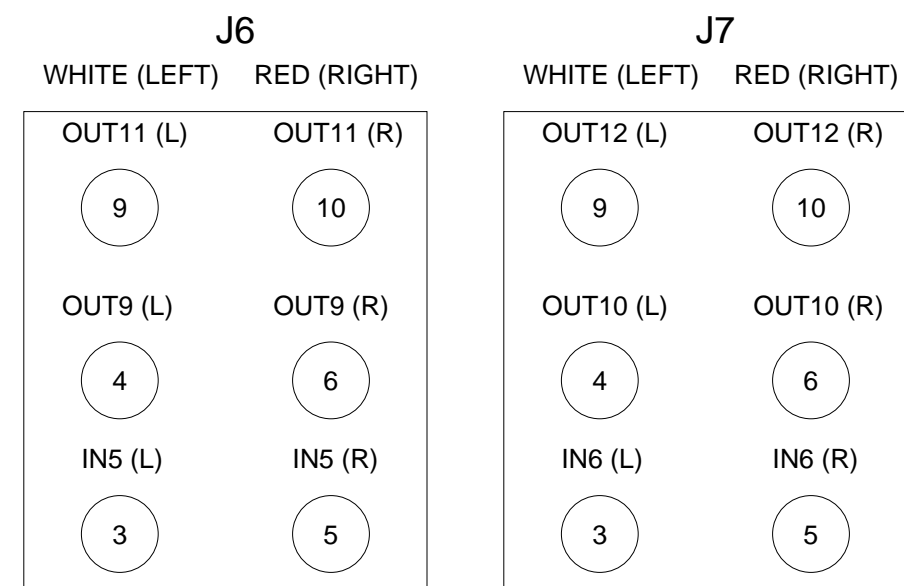 J6 J7
WHITE (LEFT) RED (RIGHT) WHITE (LEFT) RED (RIGHT)
OUT11 (L) OUT11 (R) OUT12 (L) OUT12 (R)
9 10 9 10
OUT9 (L) OUT9 (R) OUT10 (L) OUT10 (R)
4 6 4 6
IN5 (L) IN5 (R) IN6 (L) IN6 (R)
3 5 3 5